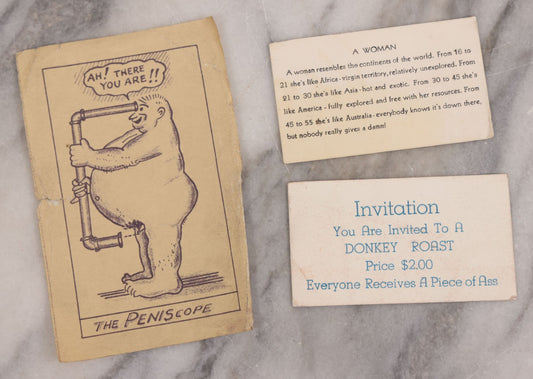 AH! THERE
YOU ARE!!
THE PENISCOPE
A WOMAN
A woman resembles the continents of the world. From 16 to
21 she's like Africa - virgin territory, relatively unexplored. From
21 to 30 she's like Asia - hot and exotic. From 30 to 45 she's
like America - fully explored and free with her resources. From
45 to 55 she's like Australia - everybody knows it's down there,
but nobody really gives a damn!
Invitation
You Are Invited To A
DONKEY ROAST
Price $2.00
Everyone Receives A Piece of Ass